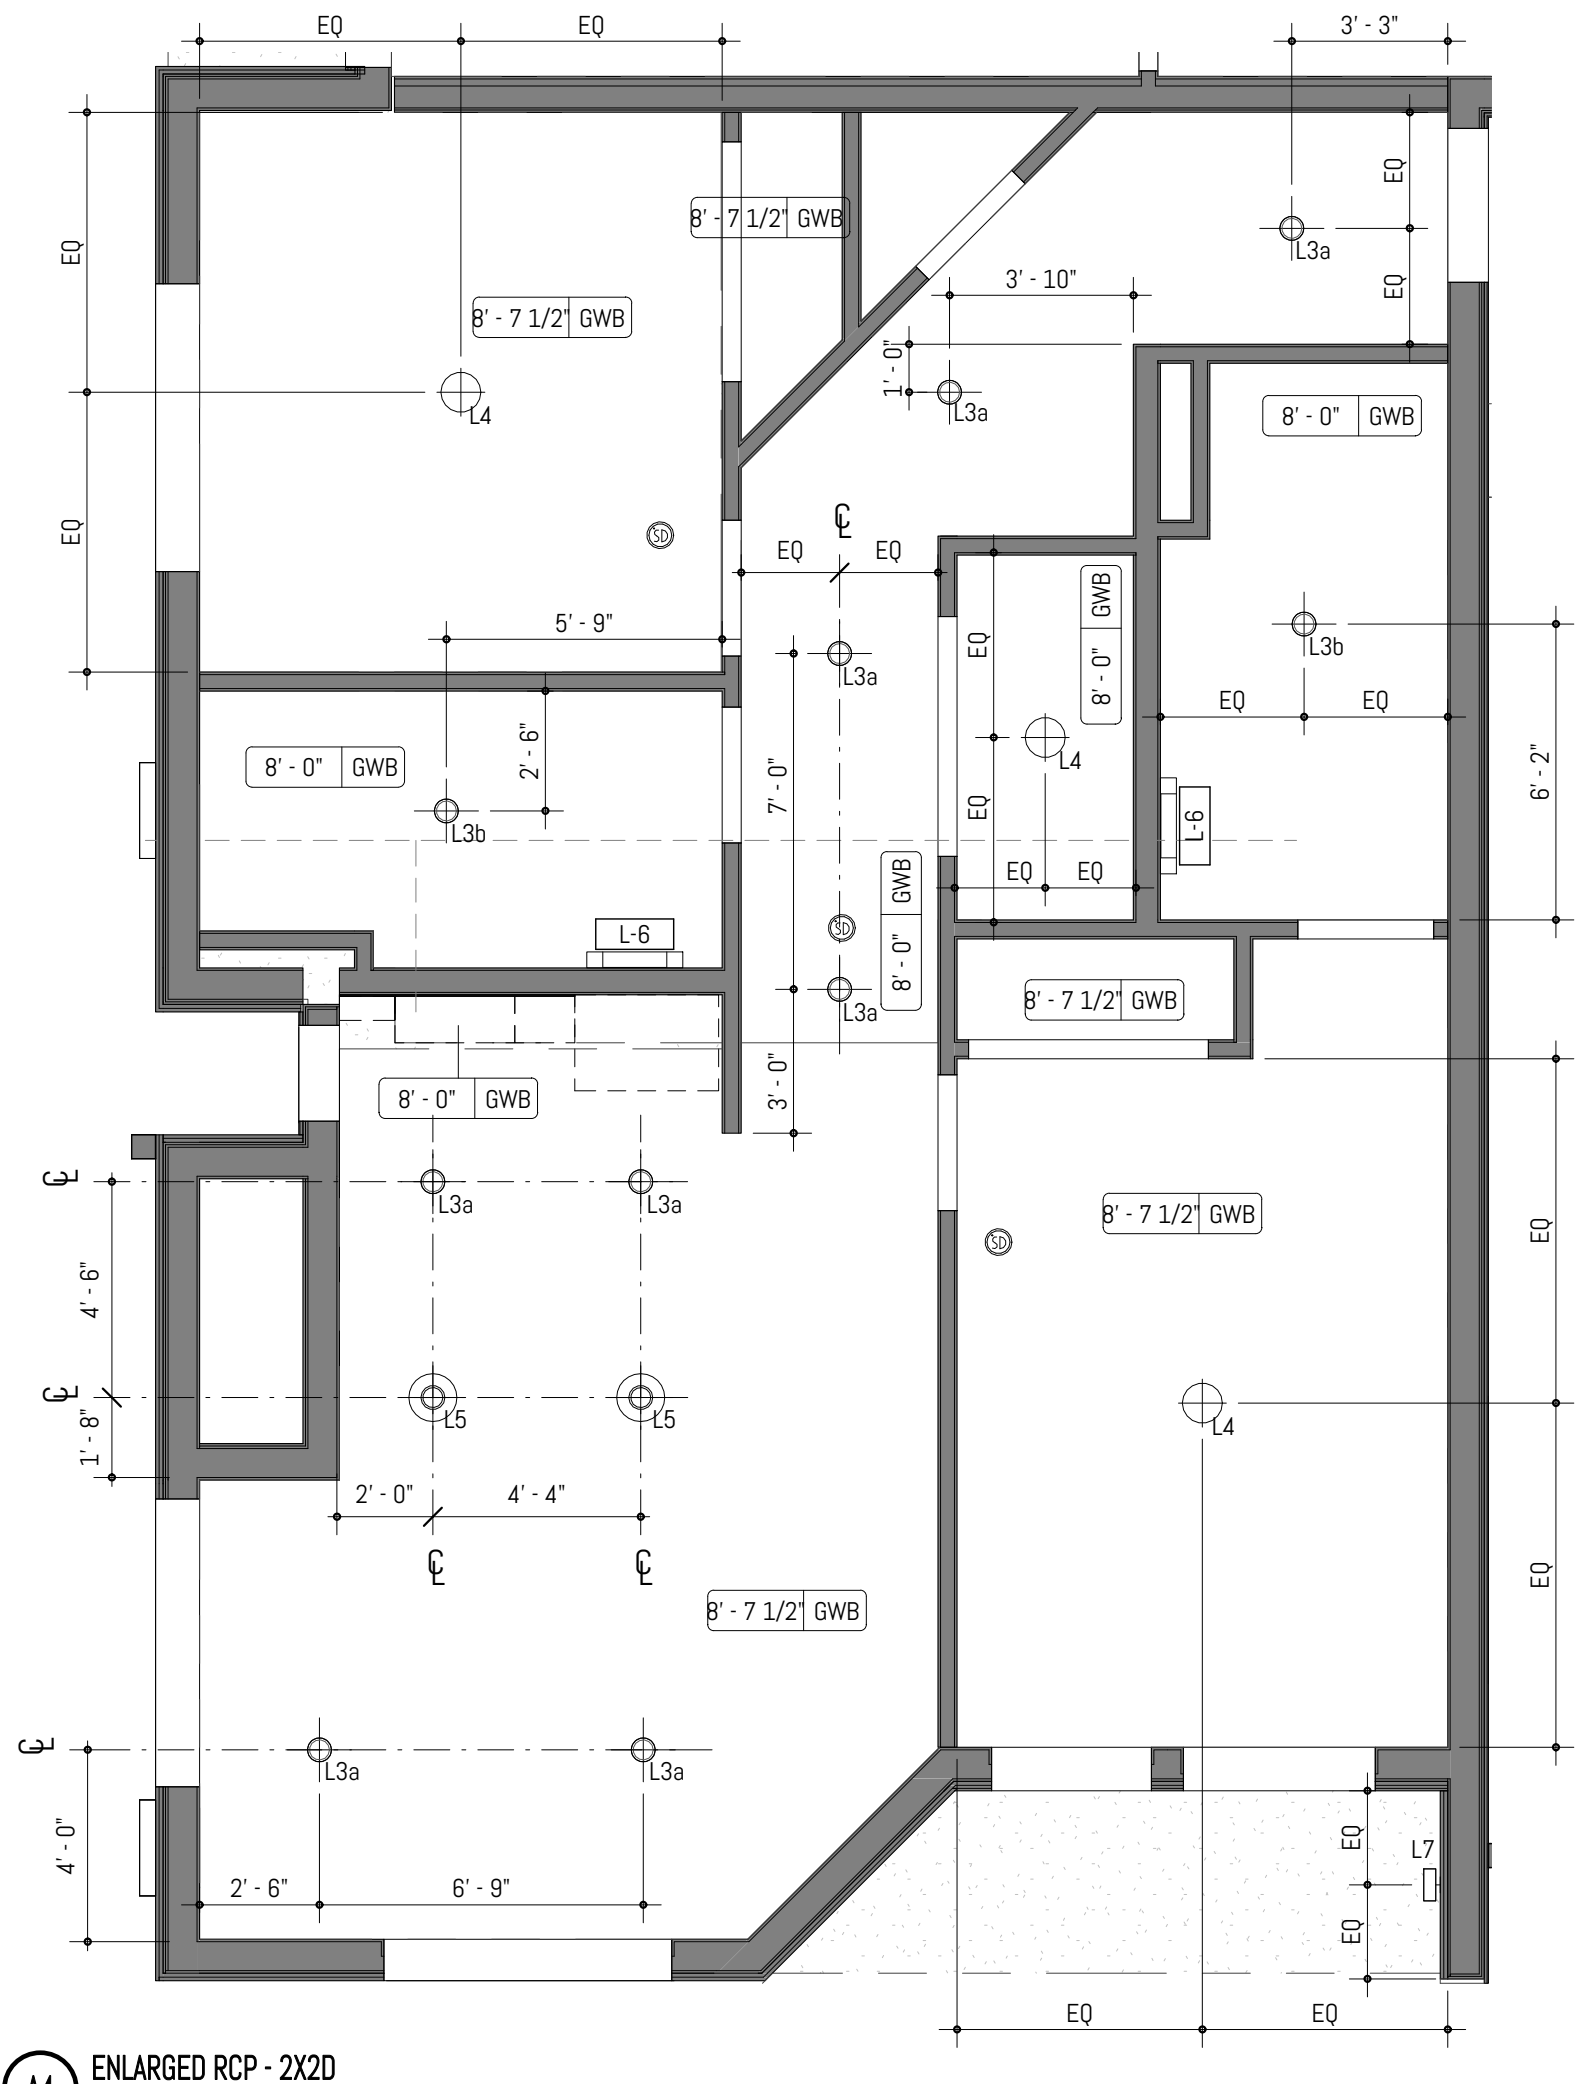 EQ
EQ
3' - 3"
EQ
EQ
8' - 7 1/2" GWB
L3a
EQ
3' - 10"
8' - 7 1/2" GWB
1' - 0"
L4
L3a
8' - 0" GWB
EQ
SD
℄
EQ
EQ
8' - 0" GWB
5' - 9"
EQ
L3a
L3b
EQ
EQ
2' - 6"
8' - 0" GWB
L4
7' - 0"
6' - 2"
L3b
EQ
L-6
EQ
EQ
8' - 0" GWB
L-6
SD
L3a
8' - 7 1/2" GWB
3' - 0"
8' - 0" GWB
℄
L3a
L3a
8' - 7 1/2" GWB
EQ
SD
4' - 6"
℄
L5
L5
L4
1' - 8"
2' - 0"
4' - 4"
℄
℄
EQ
8' - 7 1/2" GWB
℄
L3a
L3a
4' - 0"
EQ
L7
2' - 6"
6' - 9"
EQ
EQ
EQ
ENLARGED RCP - 2X2D